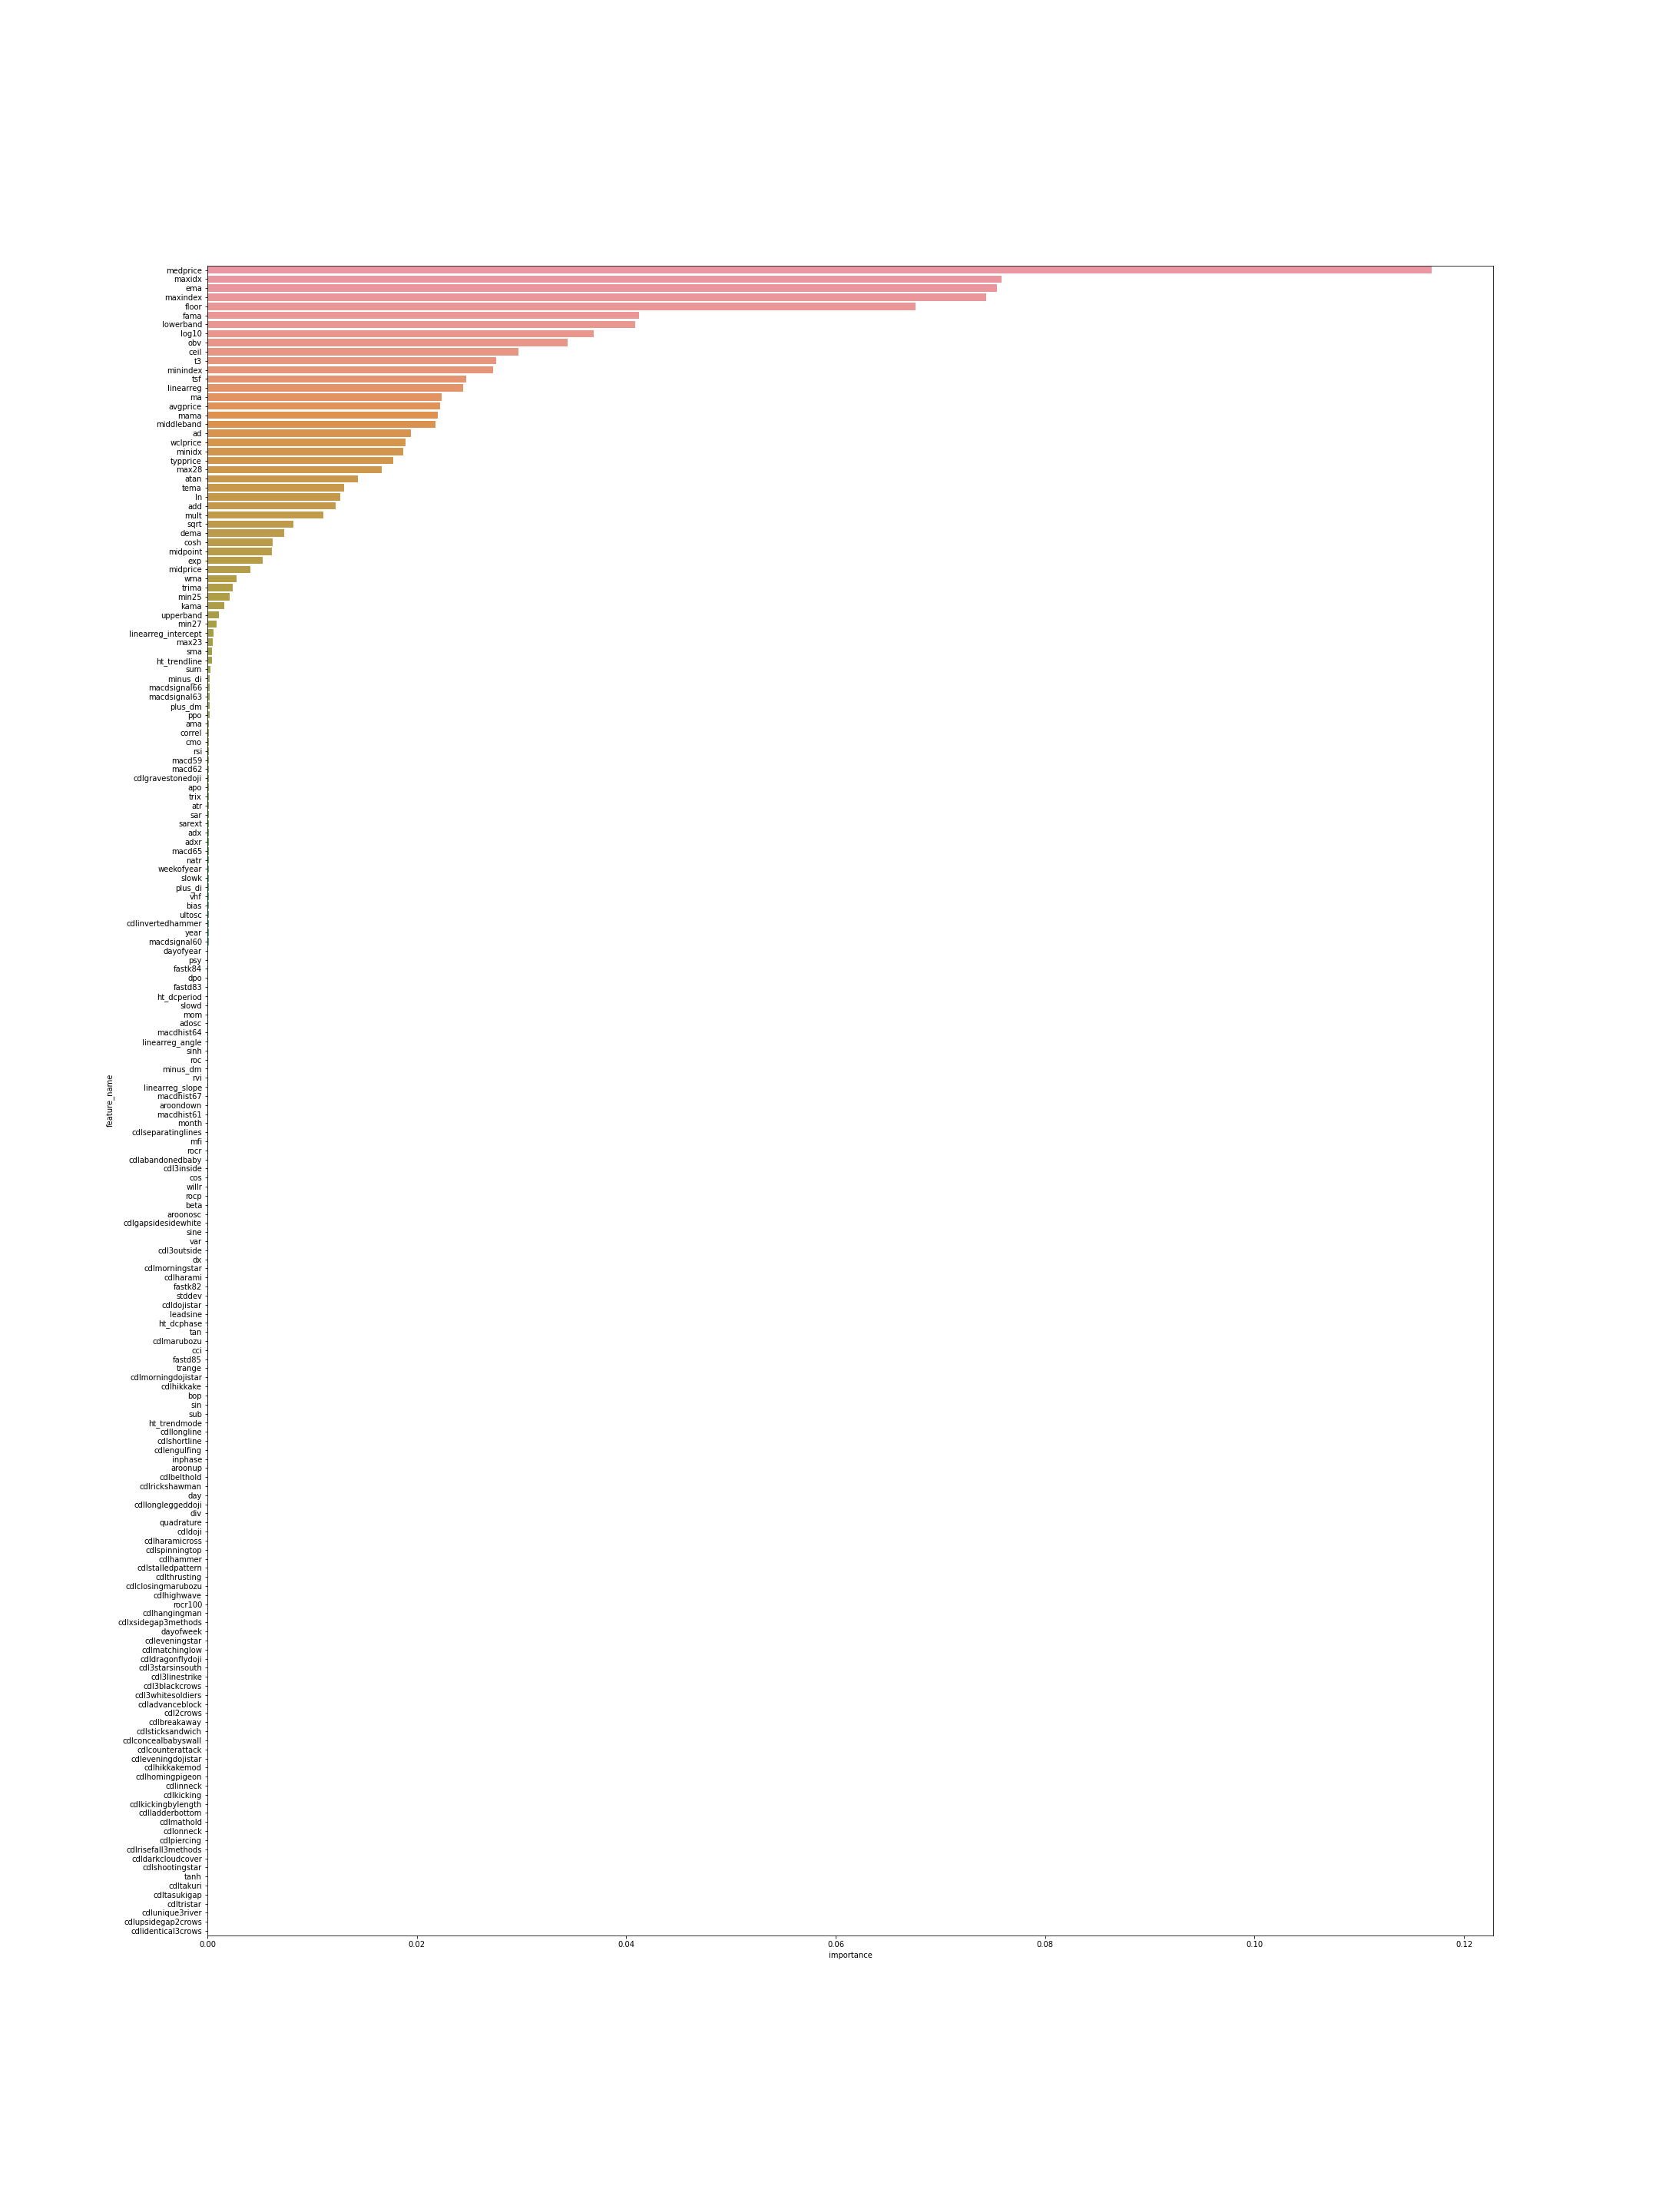 medprice
maxidx
ema
maxindex
floor
fama
lowerband
log10
obv
ceil
t3
minindex
tsf
linearreg
ma
avgprice
mama
middleband
ad
wclprice
minidx
typprice
max28
atan
tema
ln
add
mult
sqrt
dema
cosh
midpoint
exp
midprice
wma
trima
min25
kama
upperband
min27
linearreg_intercept
max23
sma
ht_trendline
sum
minus_di
macdsignal66
macdsignal63
plus_dm
ppo
ama
correl
cmo
rsi
macd59
macd62
cdlgravestonedoji
apo
trix
atr
sar
sarext
adx
adxr
macd65
natr
weekofyear
slowk
plus_di
vhf
bias
ultosc
cdlinvertedhammer
year
macdsignal60
dayofyear
psy
fastk84
dpo
fastd83
ht_dcperiod
slowd
mom
adosc
macdhist64
linearreg_angle
sinh
roc
minus_dm
rvi
linearreg_slope
macdhist67
aroondown
macdhist61
month
cdlseparatinglines
mfi
rocr
cdlabandonedbaby
cdl3inside
cos
willr
rocp
beta
aroonosc
cdlgapsidesidewhite
sine
var
cdl3outside
dx
cdlmorningstar
cdlharami
fastk82
stddev
cdldojistar
leadsine
ht_dcphase
tan
cdlmarubozu
cci
fastd85
trange
cdlmorningdojistar
cdlhikkake
bop
sin
sub
ht_trendmode
cdllongline
cdlshortline
cdlengulfing
inphase
aroonup
cdlbelthold
cdlrickshawman
day
cdllongleggeddoji
div
quadrature
cdldoji
cdlharamicross
cdlspinningtop
cdlhammer
cdlstalledpattern
cdlthrusting
cdlclosingmarubozu
cdlhighwave
rocr100
cdlhangingman
cdlxsidegap3methods
dayofweek
cdleveningstar
cdlmatchinglow
cdldragonflydoji
cdl3starsinsouth
cdl3linestrike
cdl3blackcrows
cdl3whitesoldiers
cdladvanceblock
cdl2crows
cdlbreakaway
cdlsticksandwich
cdlconcealbabyswall
cdlcounterattack
cdleveningdojistar
cdlhikkakemod
cdlhomingpigeon
cdlinneck
cdlkicking
cdlkickingbylength
cdlladderbottom
cdlmathold
cdlonneck
cdlpiercing
cdlrisefall3methods
cdldarkcloudcover
cdlshootingstar
tanh
cdltakuri
cdltasukigap
cdltristar
cdlunique3river
cdlupsidegap2crows
cdlidentical3crows
feature_name
0.00 0.02 0.04 0.06 0.08 0.10 0.12
importance